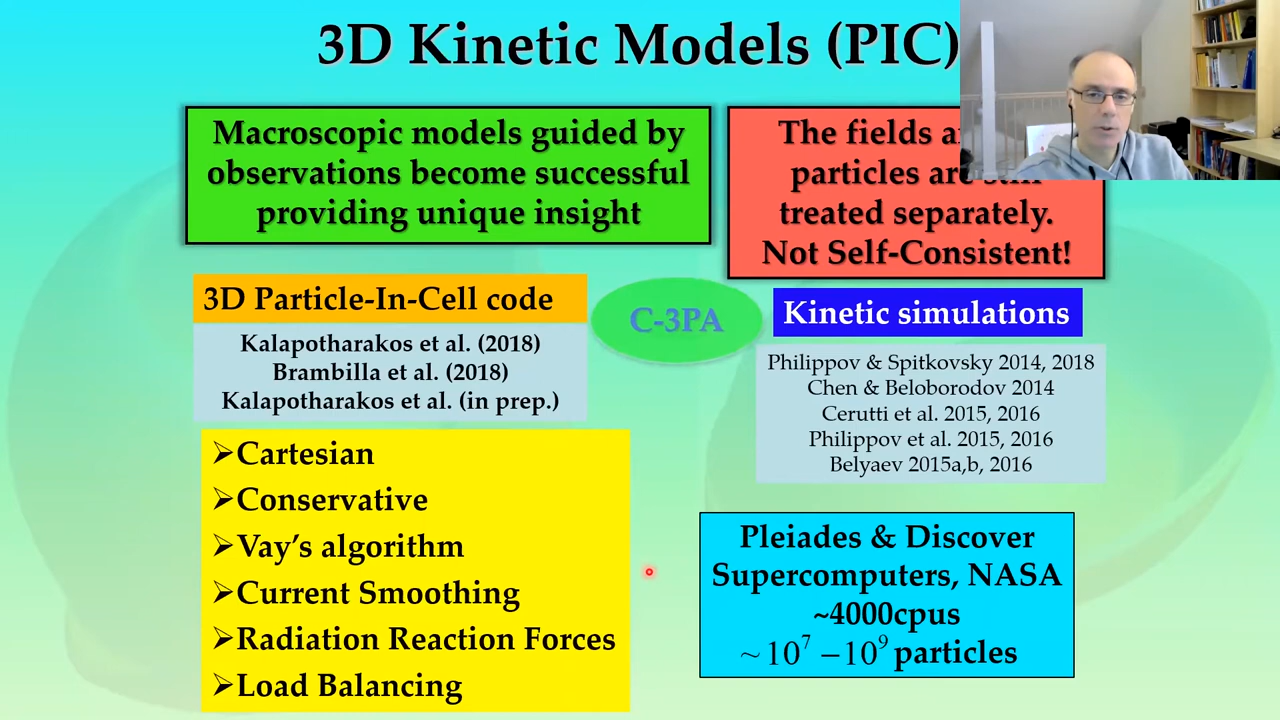 3D Kinetic Models (PIC)
Macroscopic models guided by
observations become successful
providing unique insight
The fields
particles are still
treated separately.
Not Self-Consistent!
3D Particle-In-Cell code
Kalapotharakos et al. (2018)
Brambilla et al. (2018)
Kalapotharakos et al. (in prep.)
C-3PA
Kinetic simulations
Philippov & Spitkovsky 2014, 2018
Chen & Beloborodov 2014
Cerutti et al. 2015, 2016
Philippov et al. 2015, 2016
Belyaev 2015a,b, 2016
➢Cartesian
➢Conservative
➢Vay's algorithm
➢Current Smoothing
➢Radiation Reaction Forces
➢Load Balancing
Pleiades & Discover
Supercomputers, NASA
~4000cpus
~10⁷ –10⁹ particles